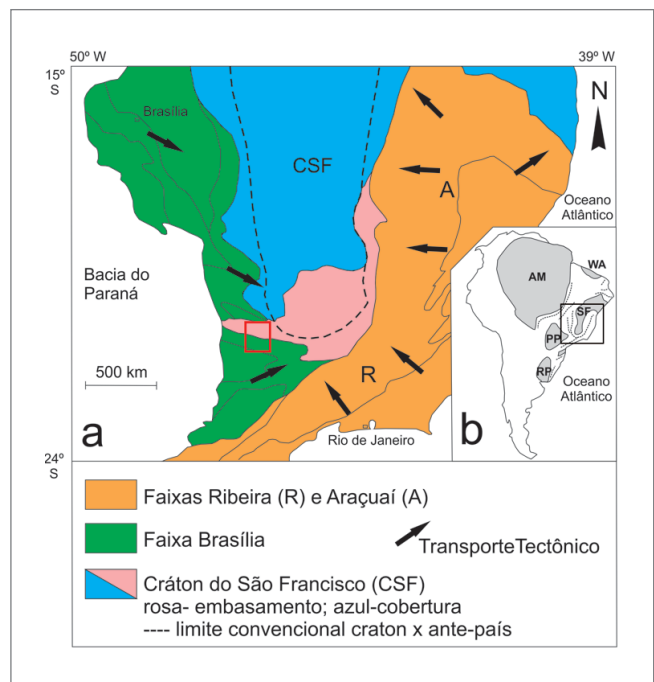 50º W
39º W
15º
S
N
Brasília
CSF
A
Oceano
Atlântico
Bacia do
Paraná
AM
WA
SF
PP
RP
Oceano
Atlântico
500 km
R
a
b
Rio de Janeiro
24º
S
Faixas Ribeira (R) e Araçuaí (A)
Faixa Brasília
TransporteTectônico
Cráton do São Francisco (CSF)
rosa- embasamento; azul-cobertura
---- limite convencional craton x ante-país